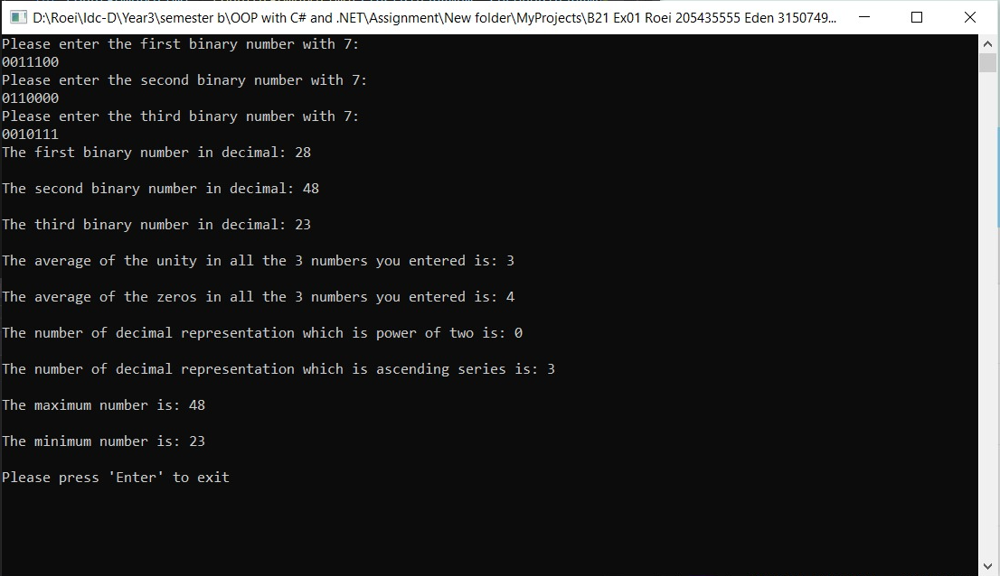 D:\Roei\Idc-D\Year3\semester b\OOP with C# and .NET\Assignment\New folder\MyProjects\B21 Ex01 Roei 205435555 Eden 3150749...
Please enter the first binary number with 7:
0011100
Please enter the second binary number with 7:
0110000
Please enter the third binary number with 7:
0010111
The first binary number in decimal: 28
The second binary number in decimal: 48
The third binary number in decimal: 23
The average of the unity in all the 3 numbers you entered is: 3
The average of the zeros in all the 3 numbers you entered is: 4
The number of decimal representation which is power of two is: 0
The number of decimal representation which is ascending series is: 3
The maximum number is: 48
The minimum number is: 23
Please press 'Enter' to exit